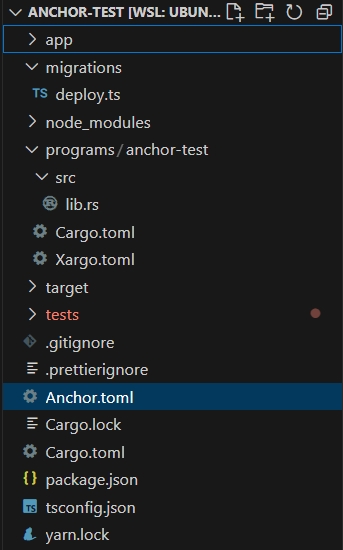 ANCHOR-TEST [WSL: UBUN...
app
migrations
TS deploy.ts
node_modules
programs/anchor-test
src
lib.rs
Cargo.toml
Xargo.toml
target
tests
.gitignore
.prettierignore
Anchor.toml
Cargo.lock
Cargo.toml
{} package.json
TS tsconfig.json
yarn.lock